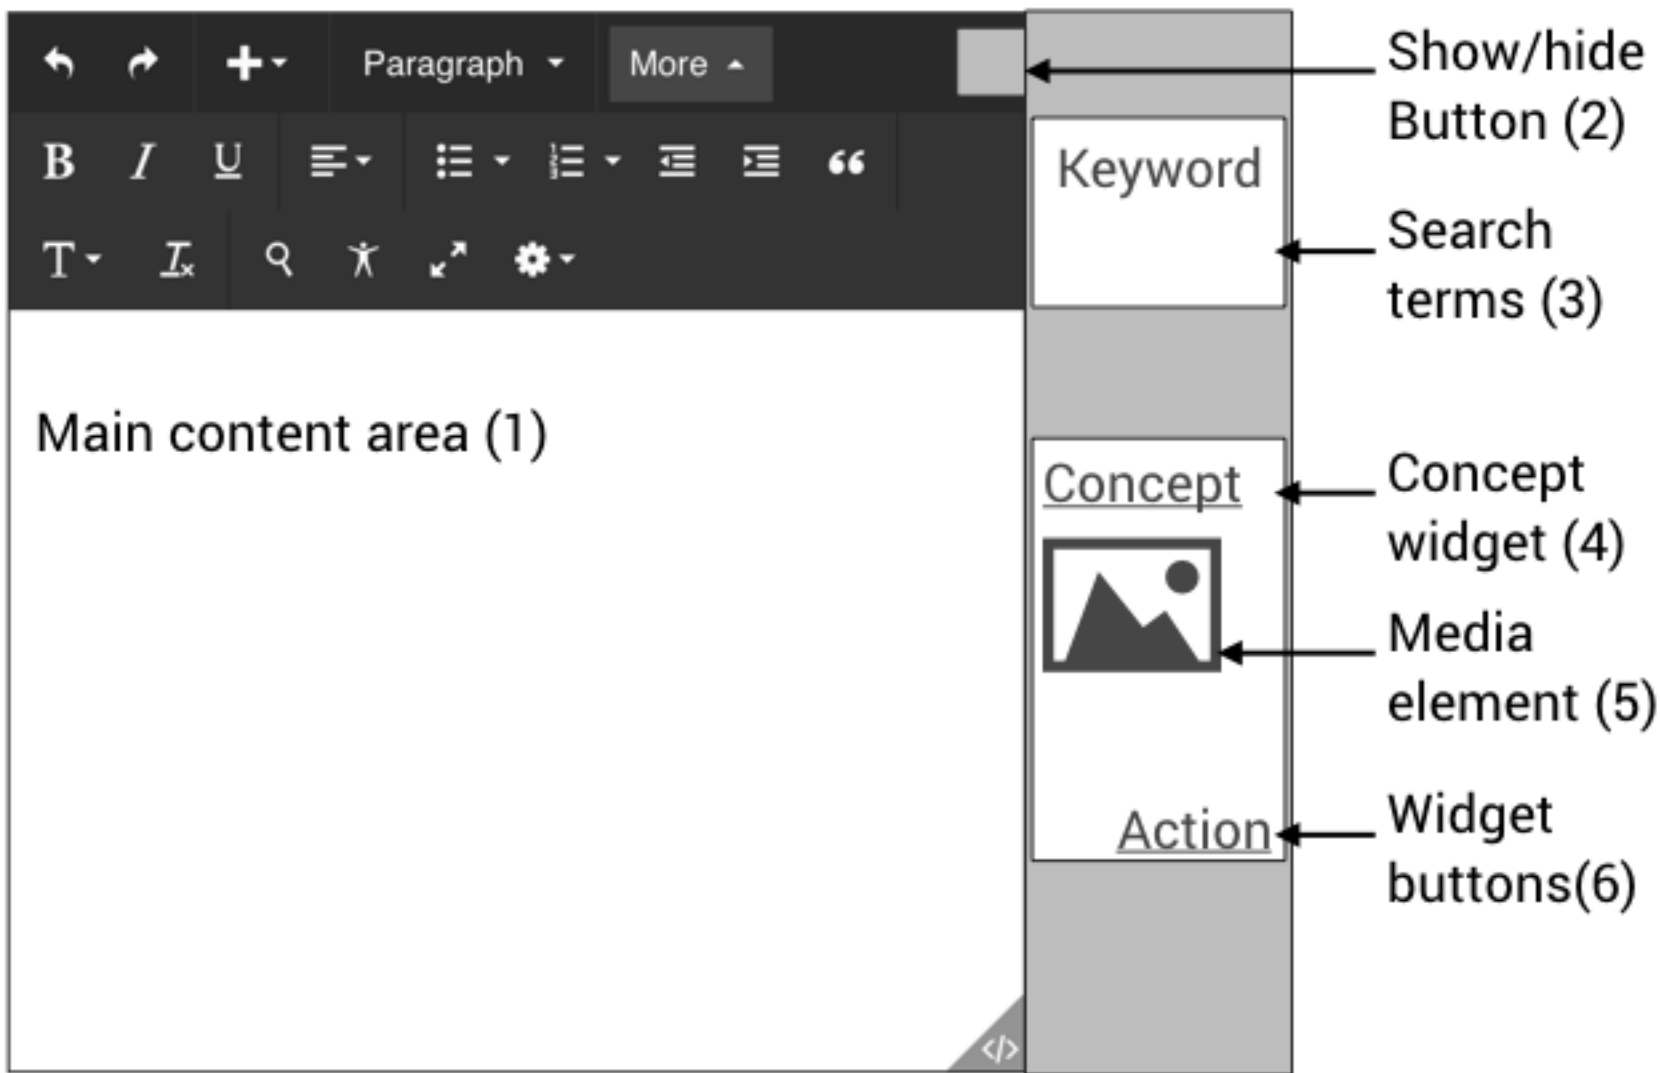 Paragraph
More
B I U
T
Main content area (1)
</>
Keyword
Concept
Action
Show/hide
Button (2)
Search
terms (3)
Concept
widget (4)
Media
element (5)
Widget
buttons(6)